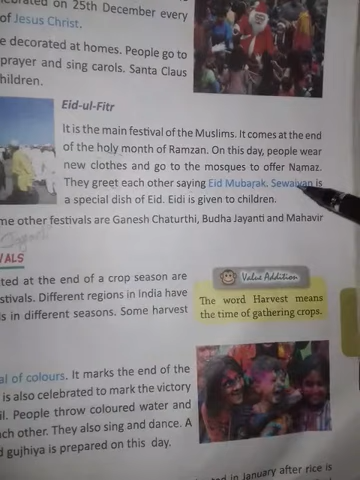 ebrated on 25th December every
of Jesus Christ.
e decorated at homes. People go to
prayer and sing carols. Santa Claus
hildren.
Eid-ul-Fitr
It is the main festival of the Muslims. It comes at the end
of the holy month of Ramzan. On this day, people wear
new clothes and go to the mosques to offer Namaz.
They greet each other saying Eid Mubarak. Sewaiyan is
a special dish of Eid. Eidi is given to children.
me other festivals are Ganesh Chaturthi, Budha Jayanti and Mahavir
VALS
ted at the end of a crop season are
stivals. Different regions in India have
ls in different seasons. Some harvest
Value Addition
The word Harvest means
the time of gathering crops.
al of colours. It marks the end of the
is also celebrated to mark the victory
il. People throw coloured water and
ach other. They also sing and dance. A
d gujhiya is prepared on this day.
ed in January after rice is